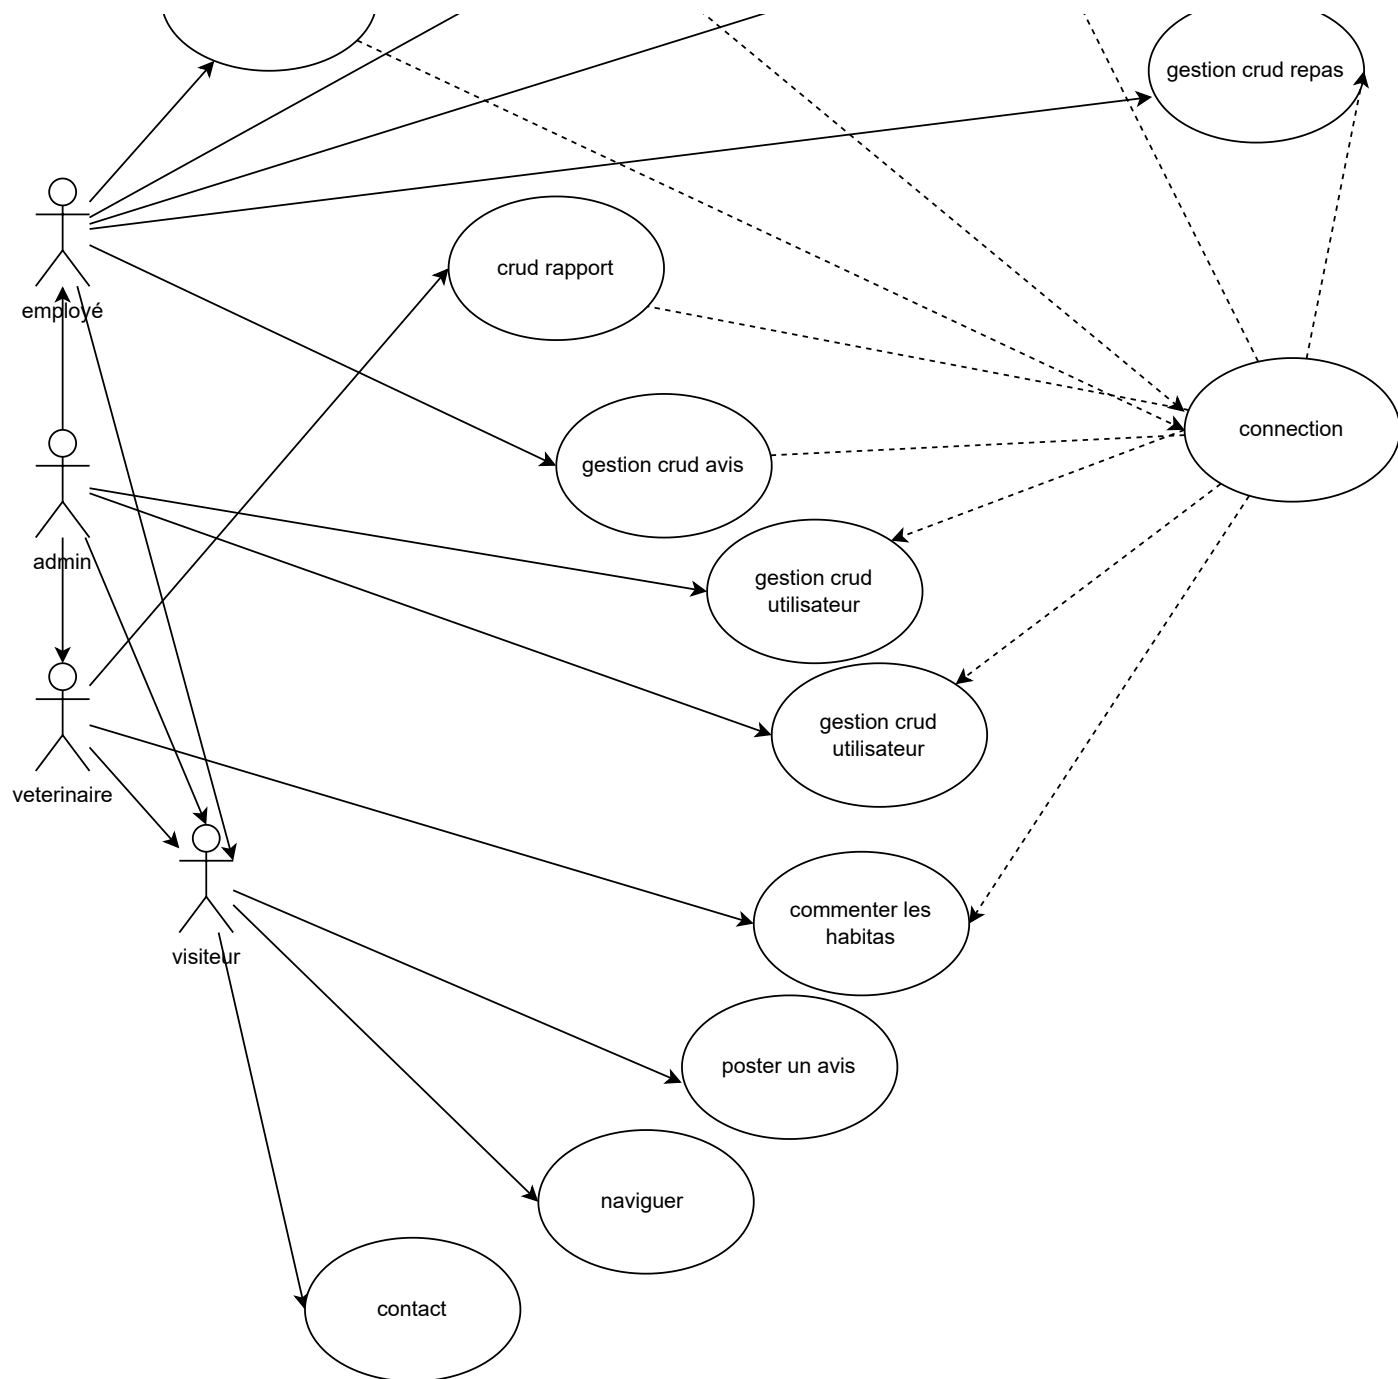 gestion crud repas
crud rapport
employé
connection
gestion crud avis
admin
gestion crud
utilisateur
gestion crud
utilisateur
veterinaire
commenter les
habitas
visiteur
poster un avis
naviguer
contact